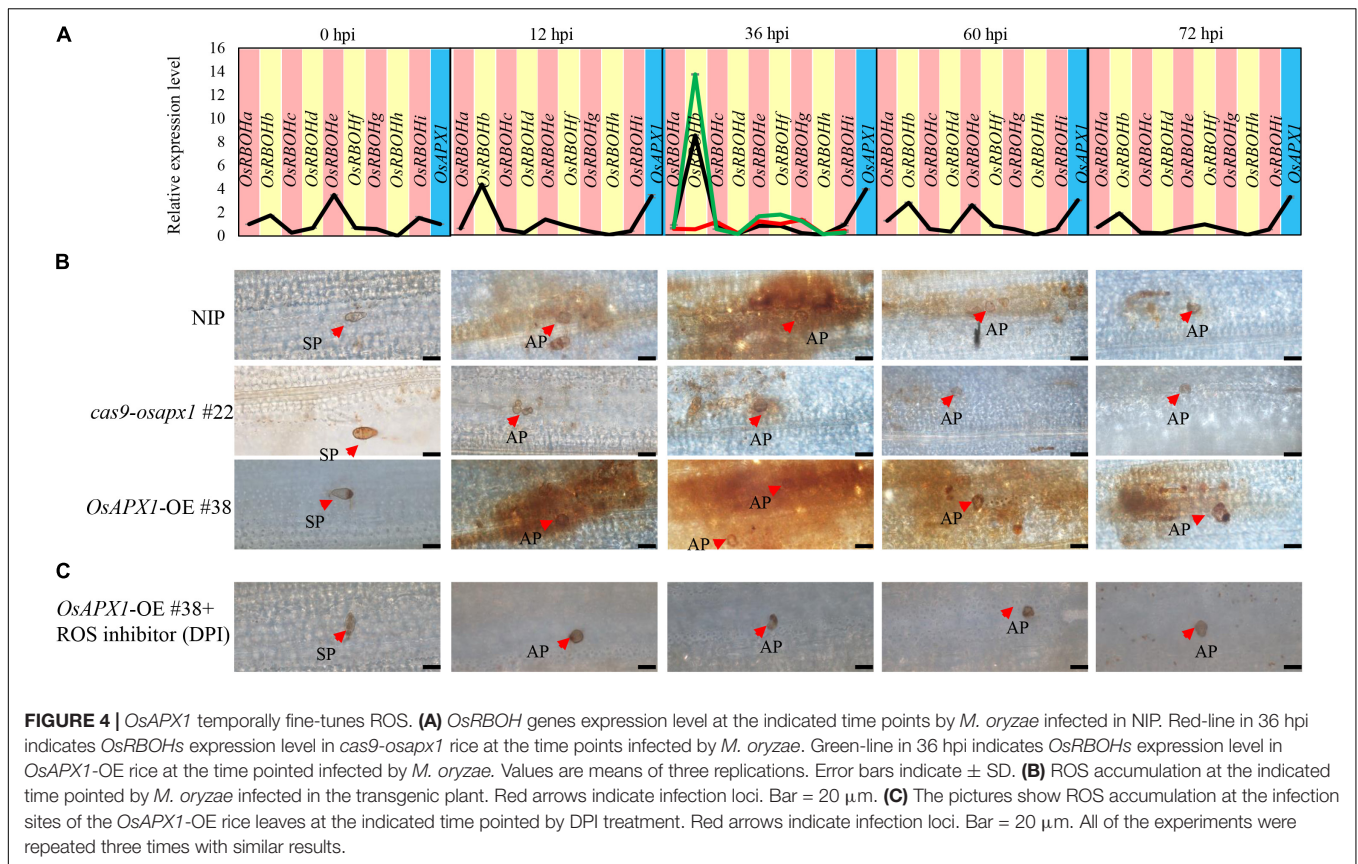 A
0 hpi 12 hpi 36 hpi 60 hpi 72 hpi
Relative expression level
16
14
12
10
8
6
4
2
0
OsRBOHa OsRBOHb OsRBOHc OsRBOHd OsRBOHe OsRBOHf OsRBOHg OsRBOHh OsRBOHi OsAPX1
OsRBOHa OsRBOHb OsRBOHc OsRBOHd OsRBOHe OsRBOHf OsRBOHg OsRBOHh OsRBOHi OsAPX1
OsRBOHa OsRBOHb OsRBOHc OsRBOHd OsRBOHe OsRBOHf OsRBOHg OsRBOHh OsRBOHi OsAPX1
OsRBOHa OsRBOHb OsRBOHc OsRBOHd OsRBOHe OsRBOHf OsRBOHg OsRBOHh OsRBOHi OsAPX1
OsRBOHa OsRBOHb OsRBOHc OsRBOHd OsRBOHe OsRBOHf OsRBOHg OsRBOHh OsRBOHi OsAPX1
B
NIP
SP AP AP AP AP
cas9-osapx1 #22
SP AP AP AP AP
OsAPX1-OE #38
SP AP AP AP AP AP
C
OsAPX1-OE #38+
ROS inhibitor (DPI)
SP AP AP AP AP
FIGURE 4 | OsAPX1 temporally fine-tunes ROS. (A) OsRBOH genes expression level at the indicated time points by M. oryzae infected in NIP. Red-line in 36 hpi
indicates OsRBOHs expression level in cas9-osapx1 rice at the time points infected by M. oryzae. Green-line in 36 hpi indicates OsRBOHs expression level in
OsAPX1-OE rice at the time pointed infected by M. oryzae. Values are means of three replications. Error bars indicate ± SD. (B) ROS accumulation at the indicated
time pointed by M. oryzae infected in the transgenic plant. Red arrows indicate infection loci. Bar = 20 μm. (C) The pictures show ROS accumulation at the infection
sites of the OsAPX1-OE rice leaves at the indicated time pointed by DPI treatment. Red arrows indicate infection loci. Bar = 20 μm. All of the experiments were
repeated three times with similar results.